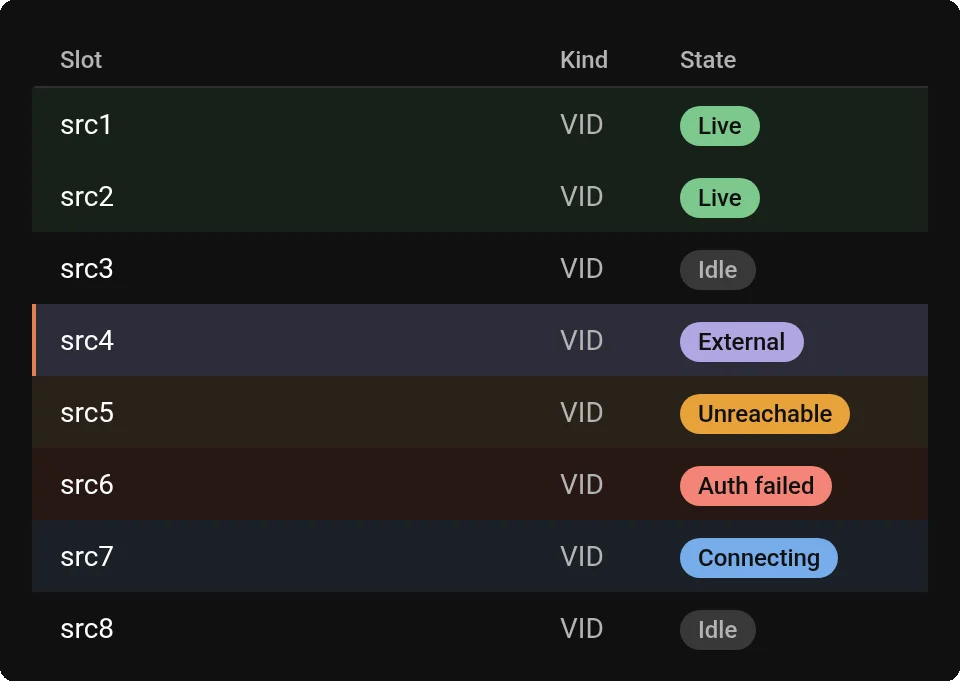 Slot Kind State
src1 VID Live
src2 VID Live
src3 VID Idle
src4 VID External
src5 VID Unreachable
src6 VID Auth failed
src7 VID Connecting
src8 VID Idle